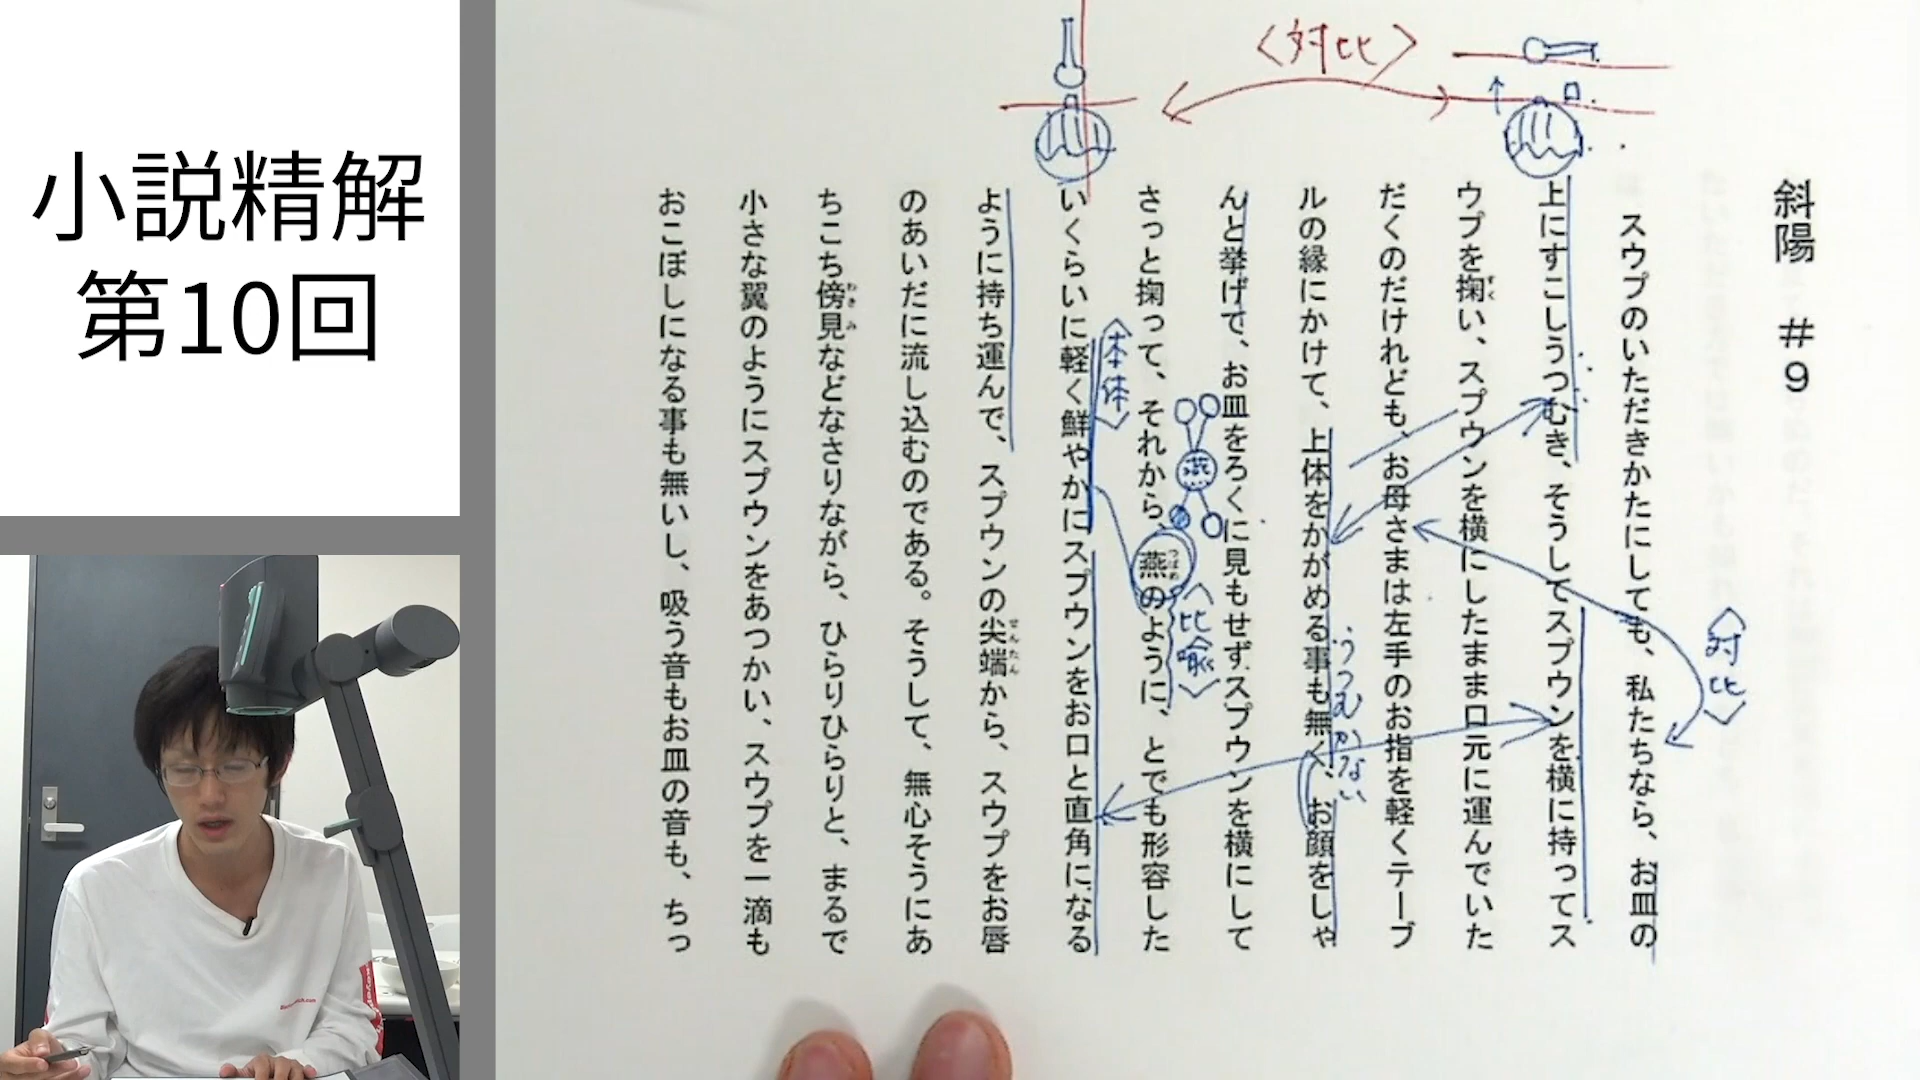 小説精解
第10回
斜陽 #9
スウプのいただきかたにしても、私たちなら、お皿の
上にすこしうつむき、そうしてスプウンを横に持ってス
ウプを掬い、スプウンを横にしたまま口元に運んでいた
だくのだけれども、お母さまは左手のお指を軽くテーブ
ルの縁にかけて、上体をかがめる事も無く、お顔をしゃ
んと挙げて、お皿をろくに見もせずスプウンを横にして
さっと掬って、それから、燕のように、とでも形容した
いくらいに軽く鮮やかにスプウンをお口と直角になる
ように持ち運んで、スプウンの尖端から、スウプをお唇
のあいだに流し込むのである。そうして、無心そうにあ
ちこち傍見などなさりながら、ひらりひらりと、まるで
小さな翼のようにスプウンをあつかい、スウプを一滴も
おこぼしになる事も無いし、吸う音もお皿の音も、ちっ
すく
つばめ
せんたん
わきみ
〈対比〉
〈対比〉
うつむかない
〈比喩〉
燕
〈本体〉